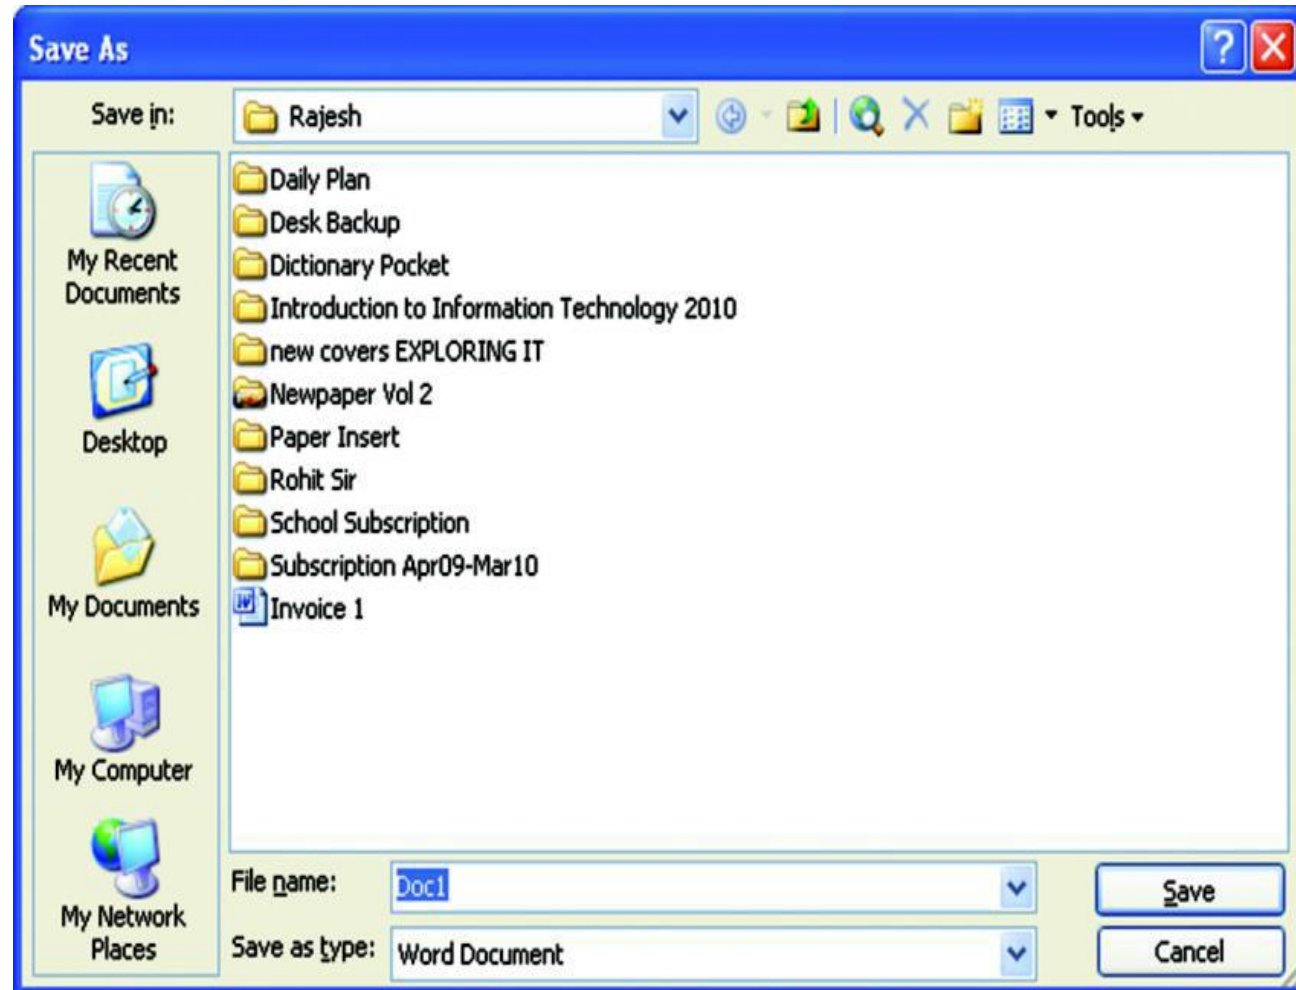 Save As
Save in:
Rajesh
Tools
My Recent
Documents
Desktop
My Documents
My Computer
My Network
Places
Daily Plan
Desk Backup
Dictionary Pocket
Introduction to Information Technology 2010
new covers EXPLORING IT
Newpaper Vol 2
Paper Insert
Rohit Sir
School Subscription
Subscription Apr09-Mar10
Invoice 1
File name:
Doc1
Save
Save as type:
Word Document
Cancel